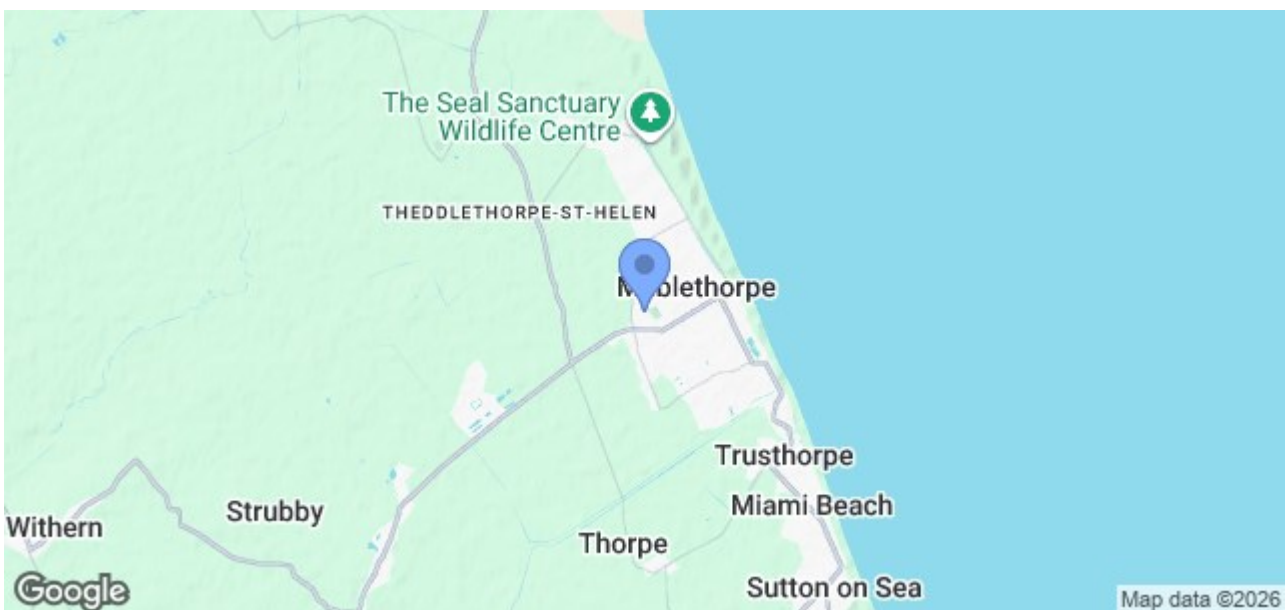 The Seal Sanctuary
Wildlife Centre
THEDDLETHORPE-ST-HELEN
Mablethorpe
Trusthorpe
Miami Beach
Strubby
Withern
Thorpe
Sutton on Sea
Google
Map data ©2026